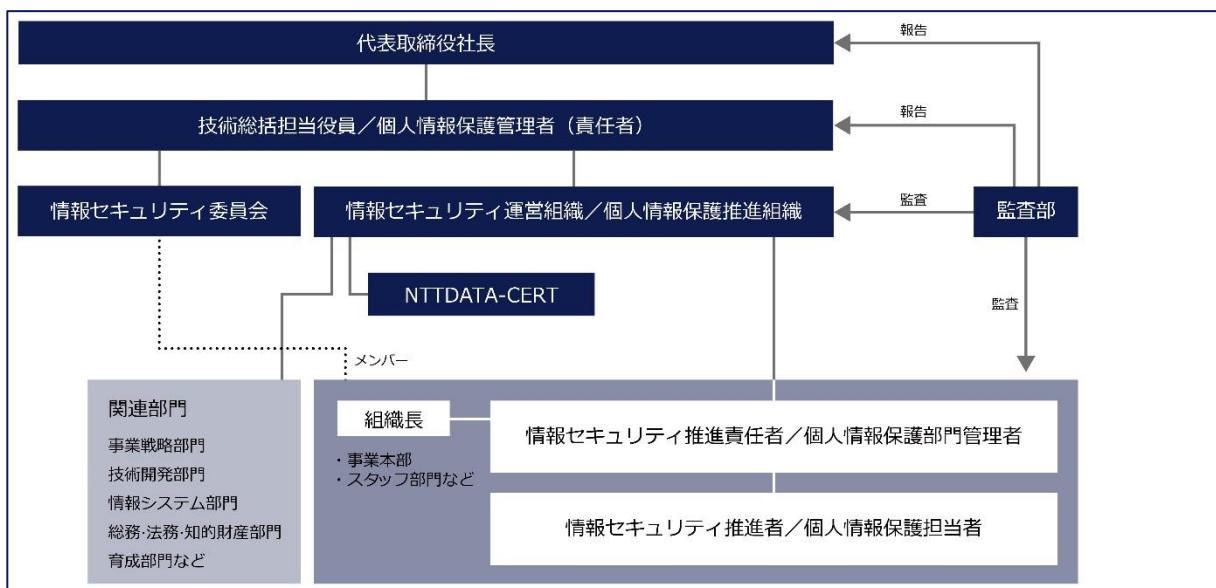 代表取締役社長
報告
技術総括担当役員／個人情報保護管理者（責任者）
報告
情報セキュリティ委員会
情報セキュリティ運営組織／個人情報保護推進組織
監査
監査部
NTTDATA-CERT
監査
メンバー
関連部門
事業戦略部門
技術開発部門
情報システム部門
総務･法務･知的財産部門
育成部門など
組織長
・事業本部
・スタッフ部門など
情報セキュリティ推進責任者／個人情報保護部門管理者
情報セキュリティ推進者／個人情報保護担当者